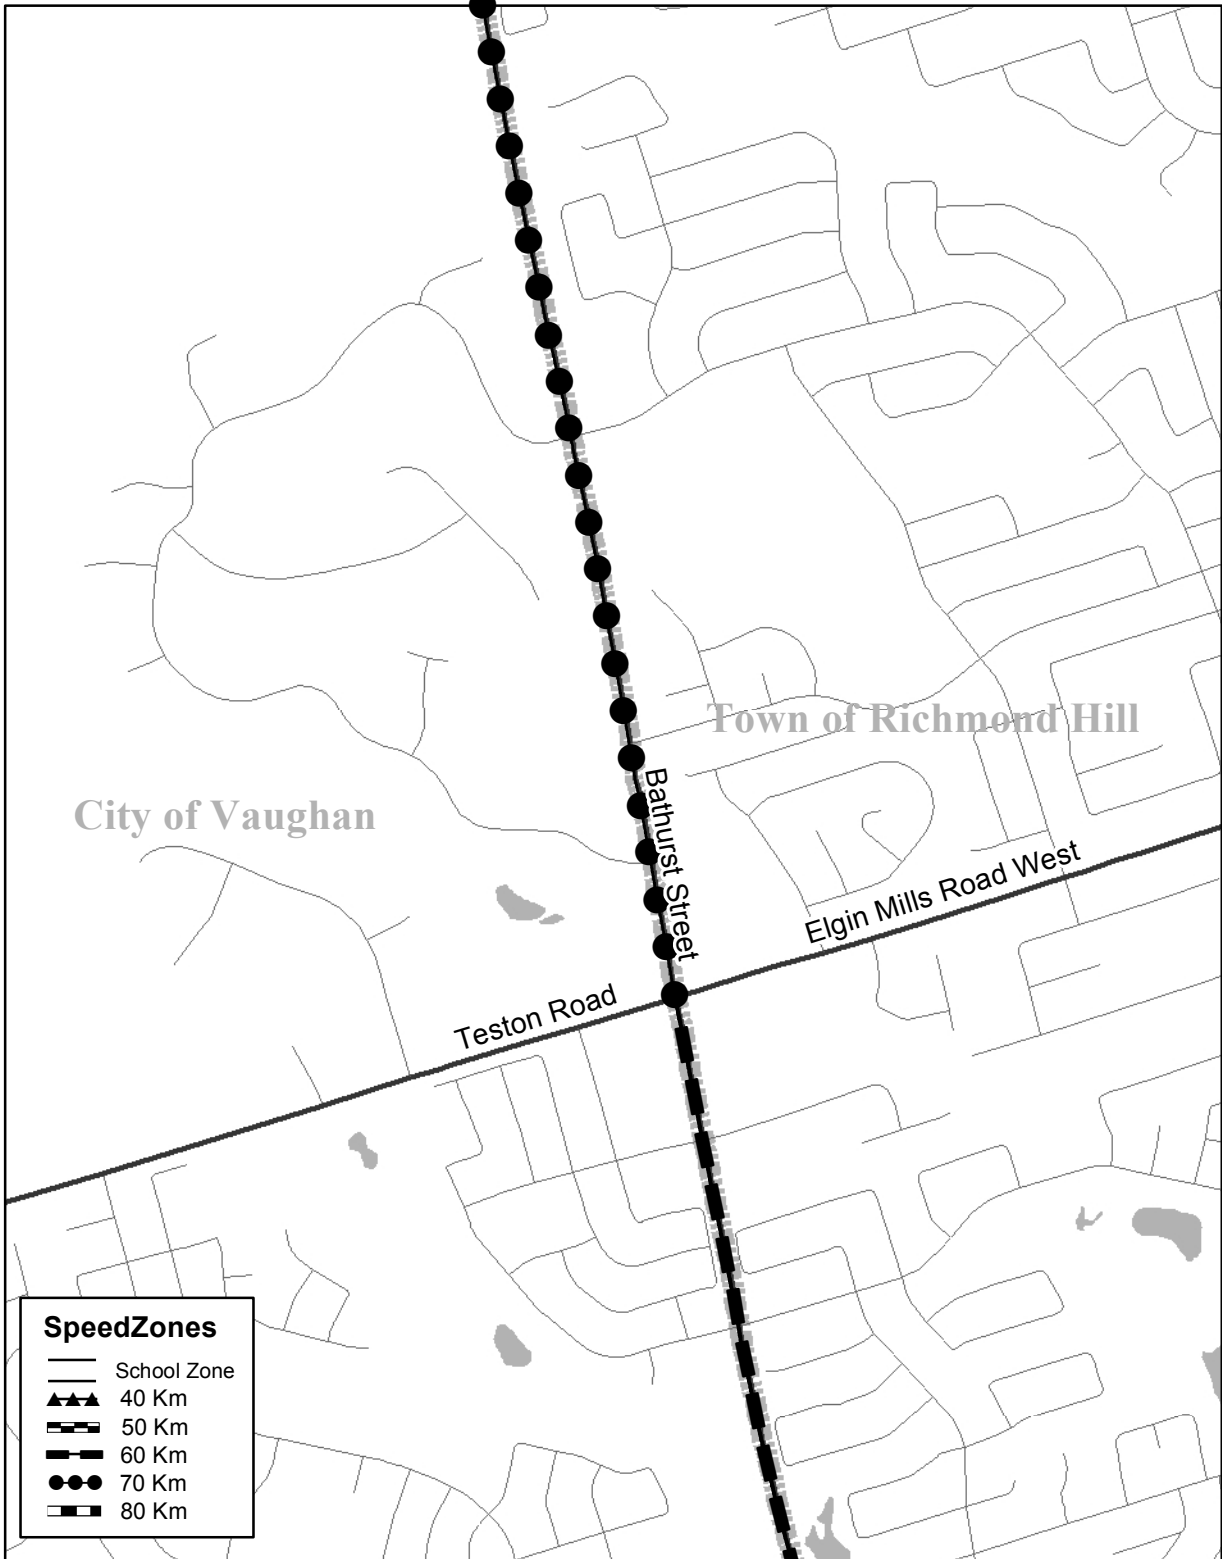 Town of Richmond Hill
City of Vaughan
Bathurst Street
Elgin Mills Road West
Teston Road
SpeedZones
School Zone
40 Km
50 Km
60 Km
70 Km
80 Km